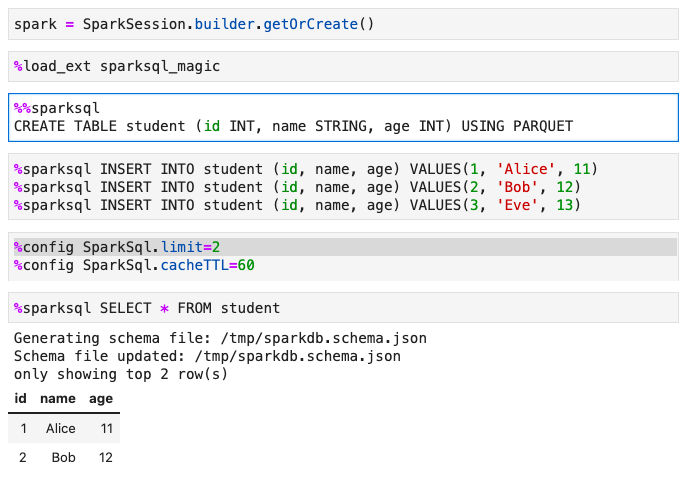 spark = SparkSession.builder.getOrCreate()
%load_ext sparksql_magic
%%sparksql
CREATE TABLE student (id INT, name STRING, age INT) USING PARQUET
%sparksql INSERT INTO student (id, name, age) VALUES(1, 'Alice', 11)
%sparksql INSERT INTO student (id, name, age) VALUES(2, 'Bob', 12)
%sparksql INSERT INTO student (id, name, age) VALUES(3, 'Eve', 13)
%config SparkSql.limit=2
%config SparkSql.cacheTTL=60
%sparksql SELECT * FROM student
Generating schema file: /tmp/sparkdb.schema.json
Schema file updated: /tmp/sparkdb.schema.json
only showing top 2 row(s)
id name age
1 Alice 11
2 Bob 12